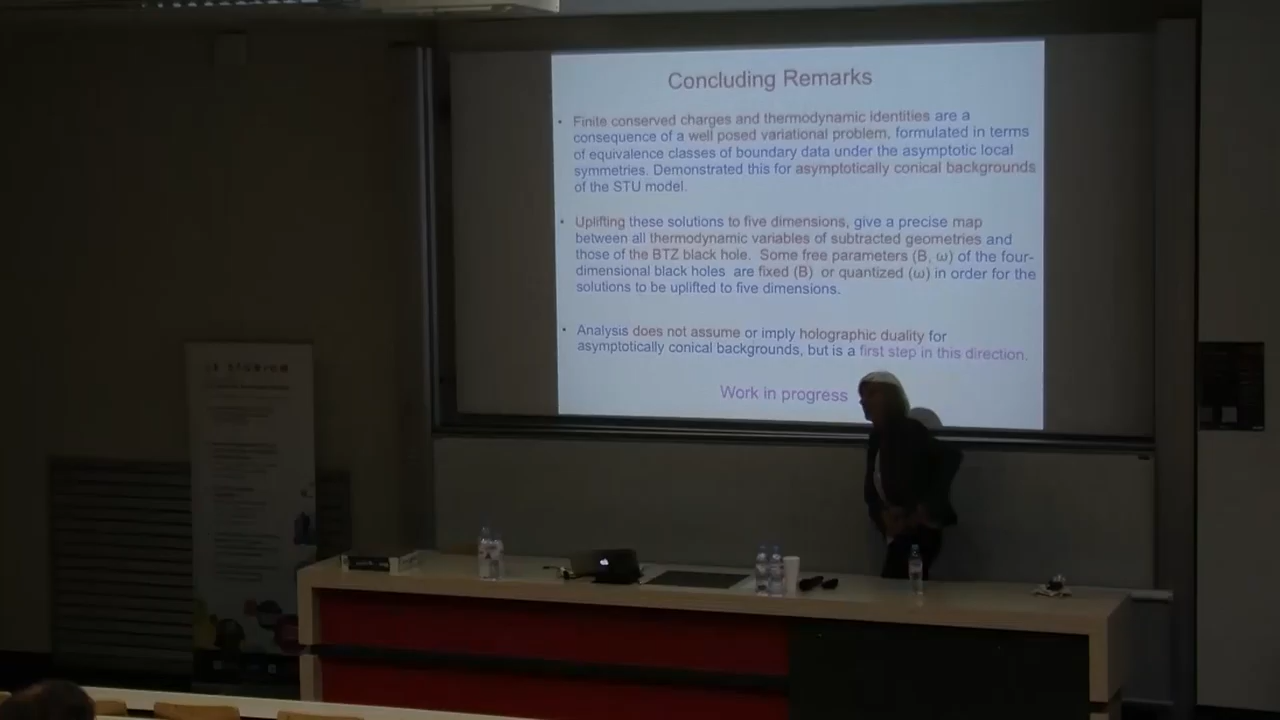 Concluding Remarks
• Finite conserved charges and thermodynamic identities are a
consequence of a well posed variational problem, formulated in terms
of equivalence classes of boundary data under the asymptotic local
symmetries. Demonstrated this for asymptotically conical backgrounds
of the STU model.
• Uplifting these solutions to five dimensions, give a precise map
between all thermodynamic variables of subtracted geometries and
those of the BTZ black hole. Some free parameters (B, ω) of the four-
dimensional black holes are fixed (B) or quantized (ω) in order for the
solutions to be uplifted to five dimensions.
• Analysis does not assume or imply holographic duality for
asymptotically conical backgrounds, but is a first step in this direction.
Work in progress